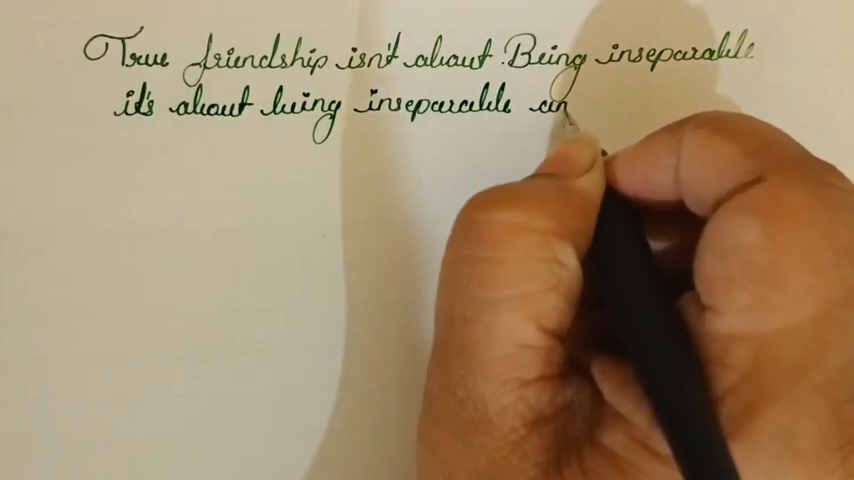 True friendship isn't about Being inseparable
it's about being inseparable an